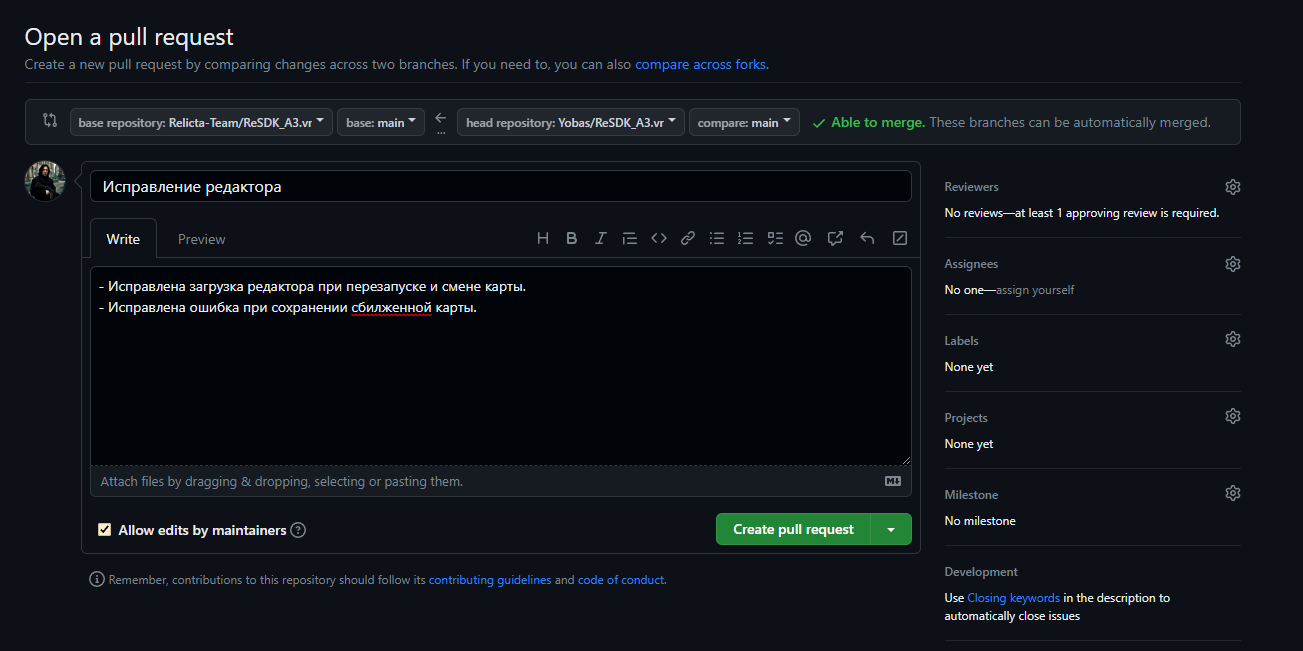 Open a pull request
Create a new pull request by comparing changes across two branches. If you need to, you can also compare across forks.
base repository: Relicta-Team/ReSDK_A3.vr base: main ... head repository: Yobas/ReSDK_A3.vr compare: main Able to merge. These branches can be automatically merged.
Исправление редактора
Write Preview
- Исправлена загрузка редактора при перезапуске и смене карты.
- Исправлена ошибка при сохранении сбилженной карты.
Attach files by dragging & dropping, selecting or pasting them.
Allow edits by maintainers
Create pull request
Remember, contributions to this repository should follow its contributing guidelines and code of conduct.
Reviewers
No reviews—at least 1 approving review is required.
Assignees
No one—assign yourself
Labels
None yet
Projects
None yet
Milestone
No milestone
Development
Use Closing keywords in the description to
automatically close issues